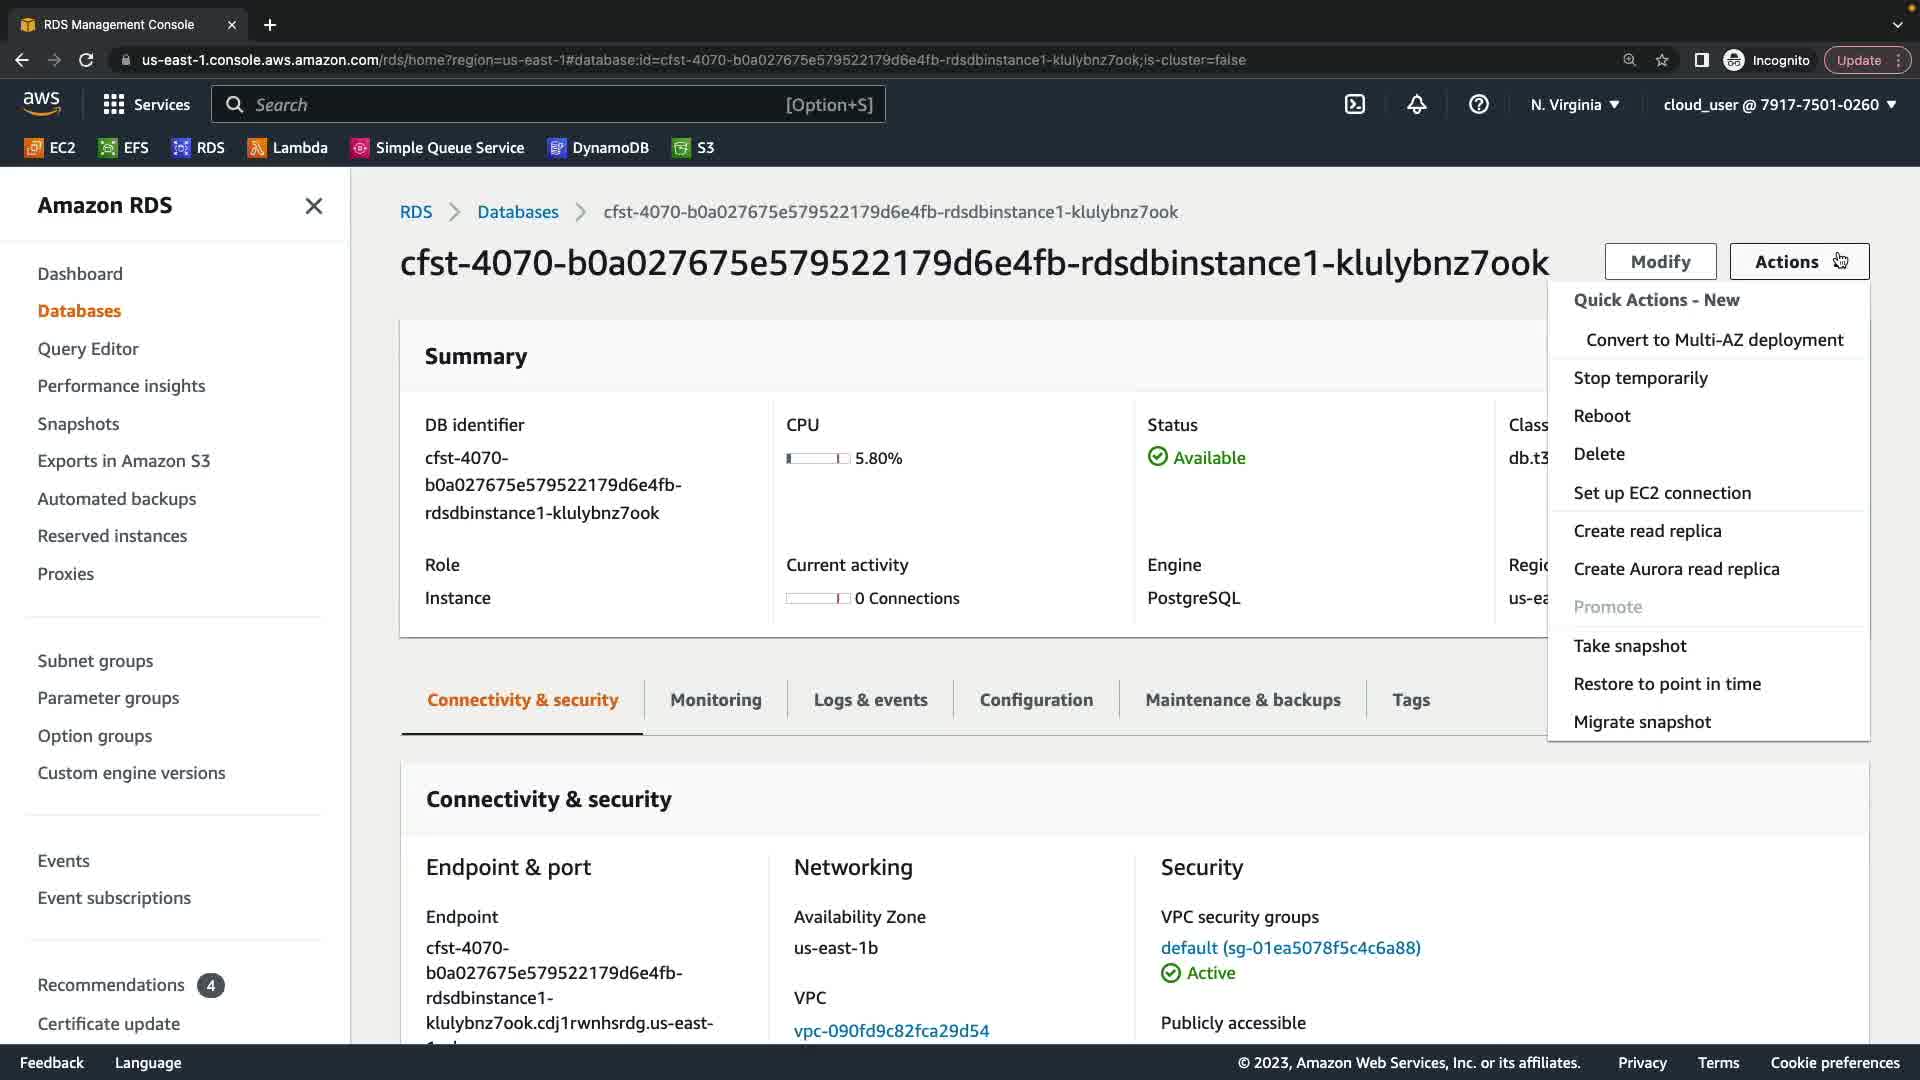 RDS Management Console
us-east-1.console.aws.amazon.com/rds/home?region=us-east-1#database:id=cfst-4070-b0a027675e579522179d6e4fb-rdsdbinstance1-klulybnz7ook;is-cluster=false
Incognito
Update
aws
Services
Search
[Option+S]
N. Virginia
cloud_user @ 7917-7501-0260
EC2
EFS
RDS
Lambda
Simple Queue Service
DynamoDB
S3
Amazon RDS
Dashboard
Databases
Query Editor
Performance insights
Snapshots
Exports in Amazon S3
Automated backups
Reserved instances
Proxies
Subnet groups
Parameter groups
Option groups
Custom engine versions
Events
Event subscriptions
Recommendations 4
Certificate update
RDS > Databases > cfst-4070-b0a027675e579522179d6e4fb-rdsdbinstance1-klulybnz7ook
cfst-4070-b0a027675e579522179d6e4fb-rdsdbinstance1-klulybnz7ook
Modify
Actions
Quick Actions - New
Convert to Multi-AZ deployment
Stop temporarily
Reboot
Delete
Set up EC2 connection
Create read replica
Create Aurora read replica
Promote
Take snapshot
Restore to point in time
Migrate snapshot
Summary
DB identifier
cfst-4070-
b0a027675e579522179d6e4fb-
rdsdbinstance1-klulybnz7ook
CPU
5.80%
Status
Available
Class
db.t3
Role
Instance
Current activity
0 Connections
Engine
PostgreSQL
Regio
us-ea
Connectivity & security
Monitoring
Logs & events
Configuration
Maintenance & backups
Tags
Connectivity & security
Endpoint & port
Endpoint
cfst-4070-
b0a027675e579522179d6e4fb-
rdsdbinstance1-
klulybnz7ook.cdj1rwnhsrdg.us-east-
Networking
Availability Zone
us-east-1b
VPC
vpc-090fd9c82fca29d54
Security
VPC security groups
default (sg-01ea5078f5c4c6a88)
Active
Publicly accessible
Feedback
Language
© 2023, Amazon Web Services, Inc. or its affiliates.
Privacy
Terms
Cookie preferences